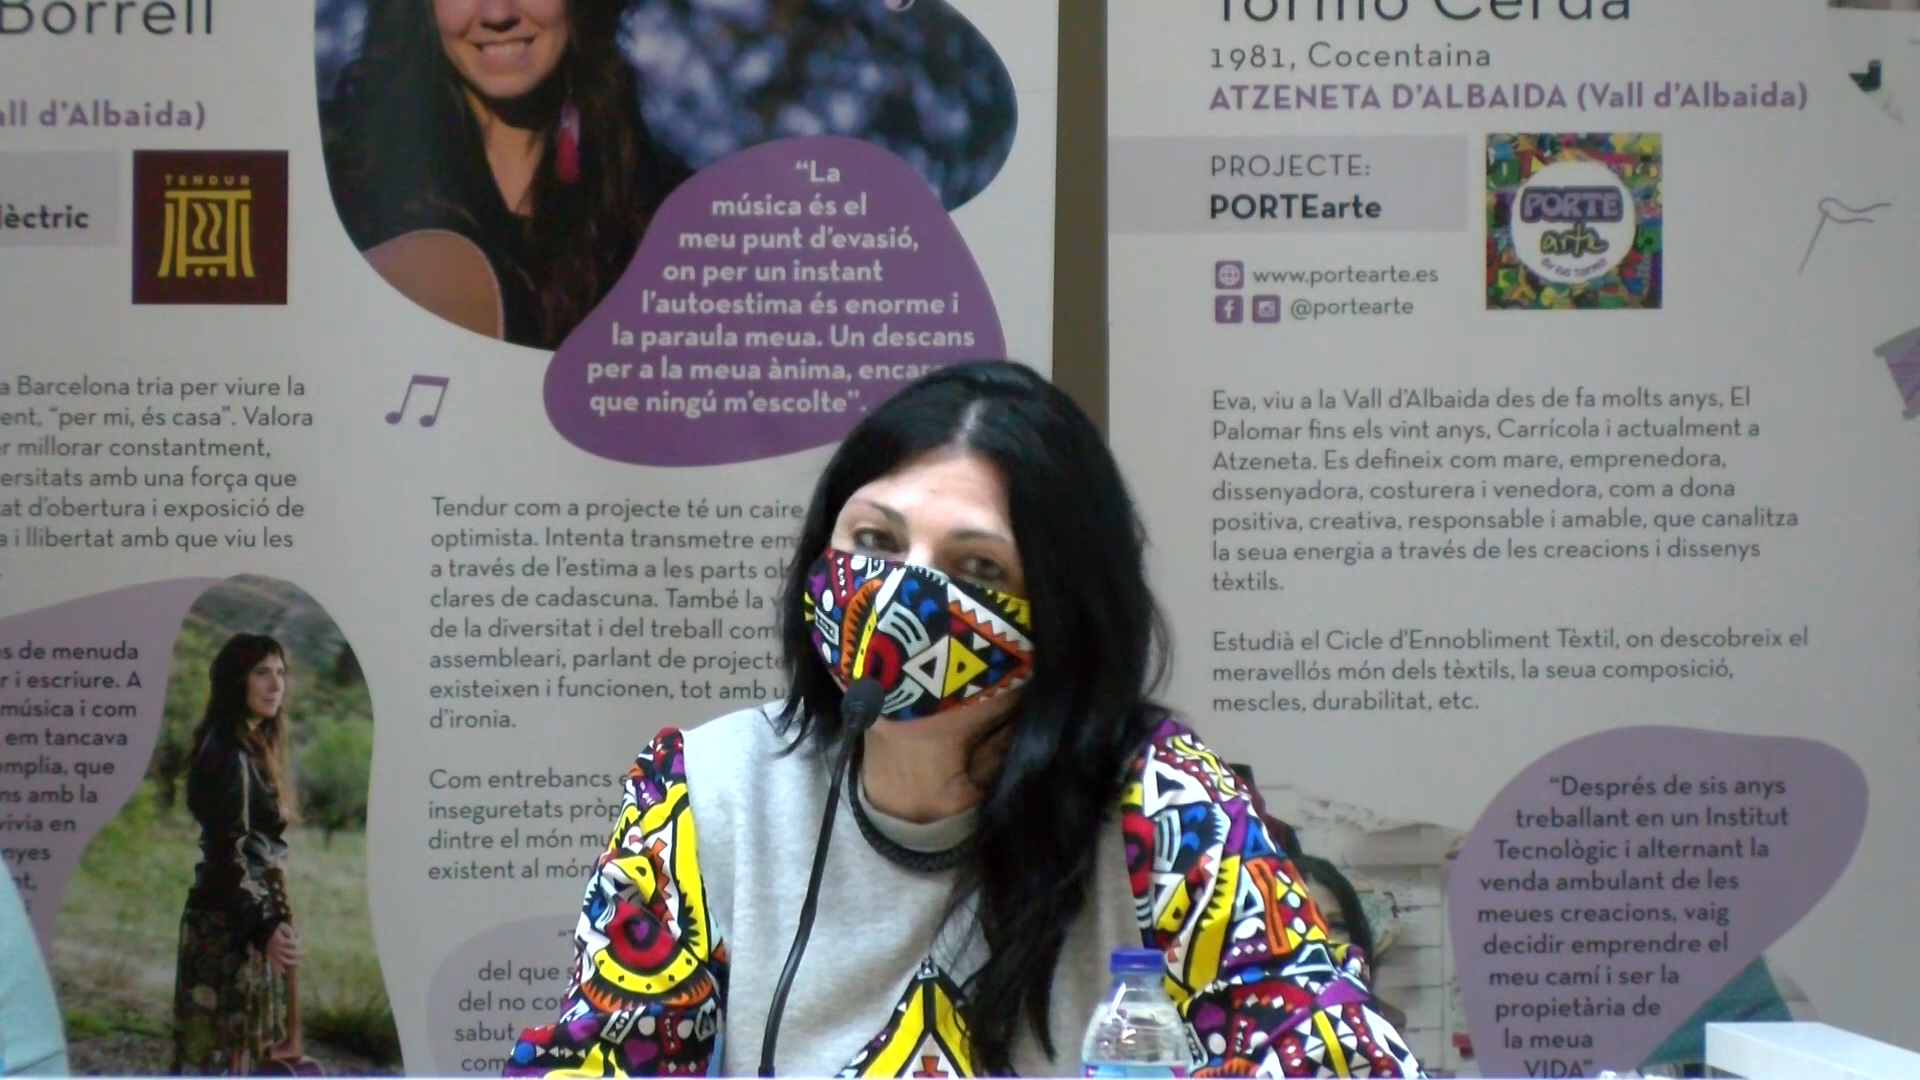 Borrell
all d'Albaida)
lèctric
TENDUR
"La
música és el
meu punt d'evasió,
on per un instant
l'autoestima és enorme i
la paraula meua. Un descans
per a la meua ànima,
que ningú m'escolte".
a Barcelona tria per viure la
ent, "per mi, és casa". Valora
r millorar constantment,
ersitats amb una força que
tat d'obertura i exposició de
a i llibertat amb que viu les
s de menuda
r i escriure. A
música i com
em tancava
omplia, que
ns amb la
vivia en
nyes
nt,
Tendur com a projecte té un caire
optimista. Intenta transmetre em
a través de l'estima a les parts
clares de cadascuna. També la
de la diversitat i del treball com
assembleari, parlant de projecte
existeixen i funcionen, tot amb u
d'ironia.
Com entrebancs e
inseguretats pròp
dintre el món mu
existent al món
del que s
del no co
sabut
com
Cerdà
1981, Cocentaina
ATZENETA D'ALBAIDA (Vall d'Albaida)
PROJECTE:
PORTEarte
PORTE
arte
www.portearte.es
@portearte
Eva, viu a la Vall d'Albaida des de fa molts anys, El
Palomar fins els vint anys, Carrícola i actualment a
Atzeneta. Es defineix com mare, emprenedora,
dissenyadora, costurera i venedora, com a dona
positiva, creativa, responsable i amable, que canalitza
la seua energia a través de les creacions i dissenys
tèxtils.
Estudià el Cicle d'Ennobliment Tèxtil, on descobreix el
meravellós món dels tèxtils, la seua composició,
mescles, durabilitat, etc.
"Després de sis anys
treballant en un Institut
Tecnològic i alternant la
venda ambulant de les
meues creacions, vaig
decidir emprendre el
meu camí i ser la
propietària de
la meua
VIDA"